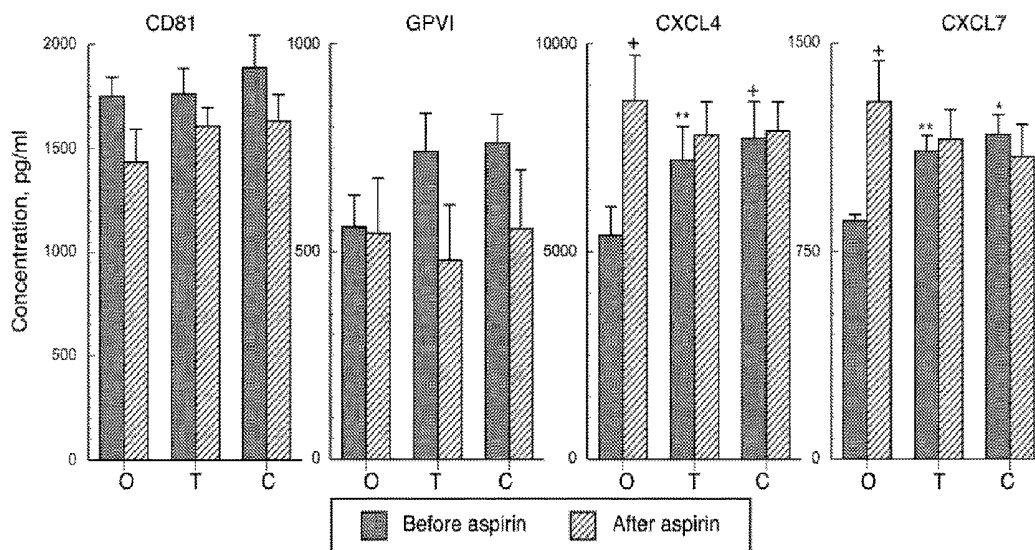 CD81 GPVI CXCL4 CXCL7
2000 1000 10000 1500
+ + + ** ** *
1500
Concentration, pg/ml
1000 500 5000 750
500
0 0 0 0
O T C O T C O T C O T C
Before aspirin After aspirin